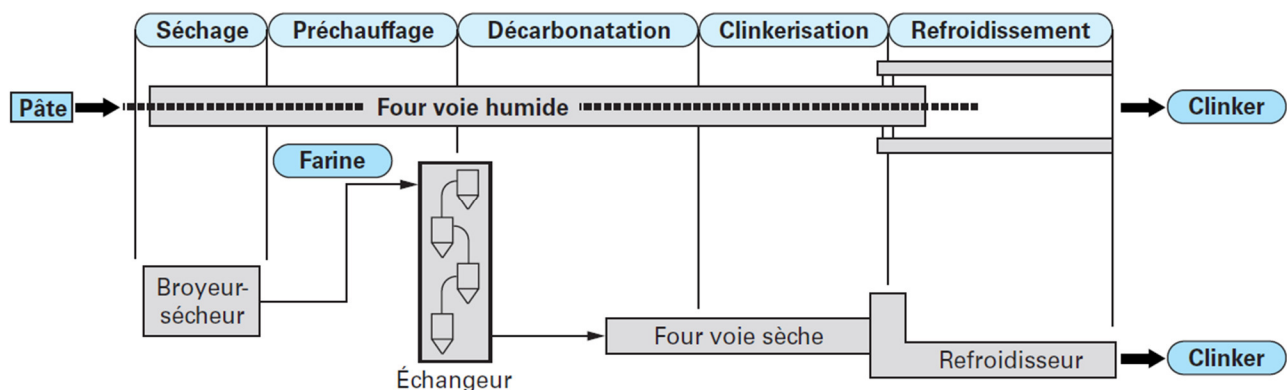 Séchage Préchauffage Décarbonatation Clinkerisation Refroidissement
Pâte Four voie humide Clinker
Farine
Broyeur-
sécheur
Four voie sèche
Refroidisseur Clinker
Échangeur